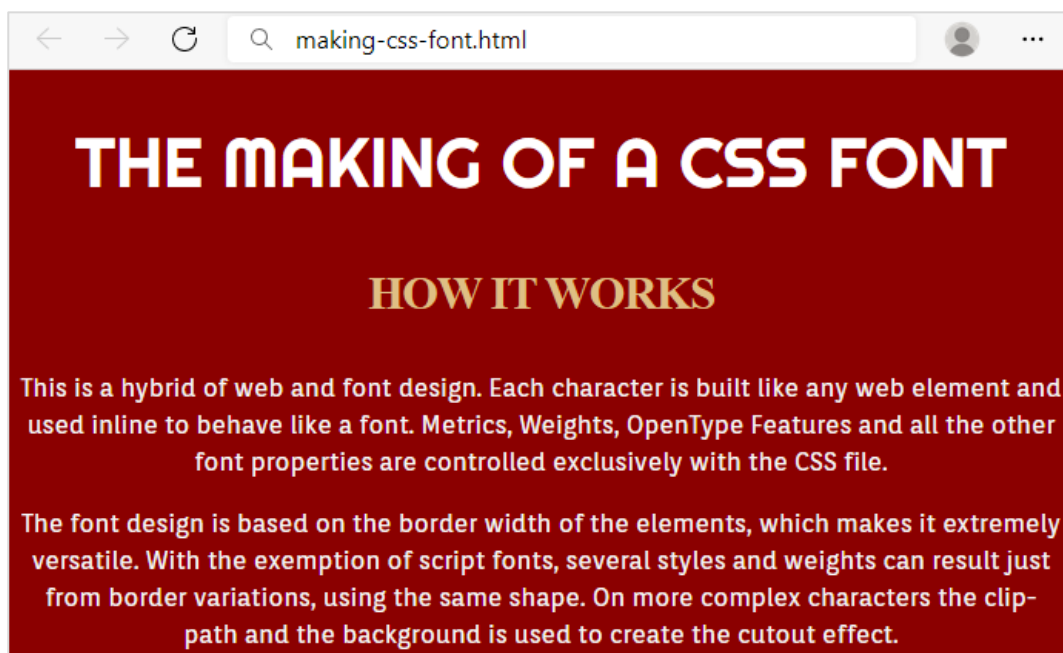 making-css-font.html
THE MAKING OF A CSS FONT
HOW IT WORKS
This is a hybrid of web and font design. Each character is built like any web element and
used inline to behave like a font. Metrics, Weights, OpenType Features and all the other
font properties are controlled exclusively with the CSS file.
The font design is based on the border width of the elements, which makes it extremely
versatile. With the exemption of script fonts, several styles and weights can result just
from border variations, using the same shape. On more complex characters the clip-
path and the background is used to create the cutout effect.